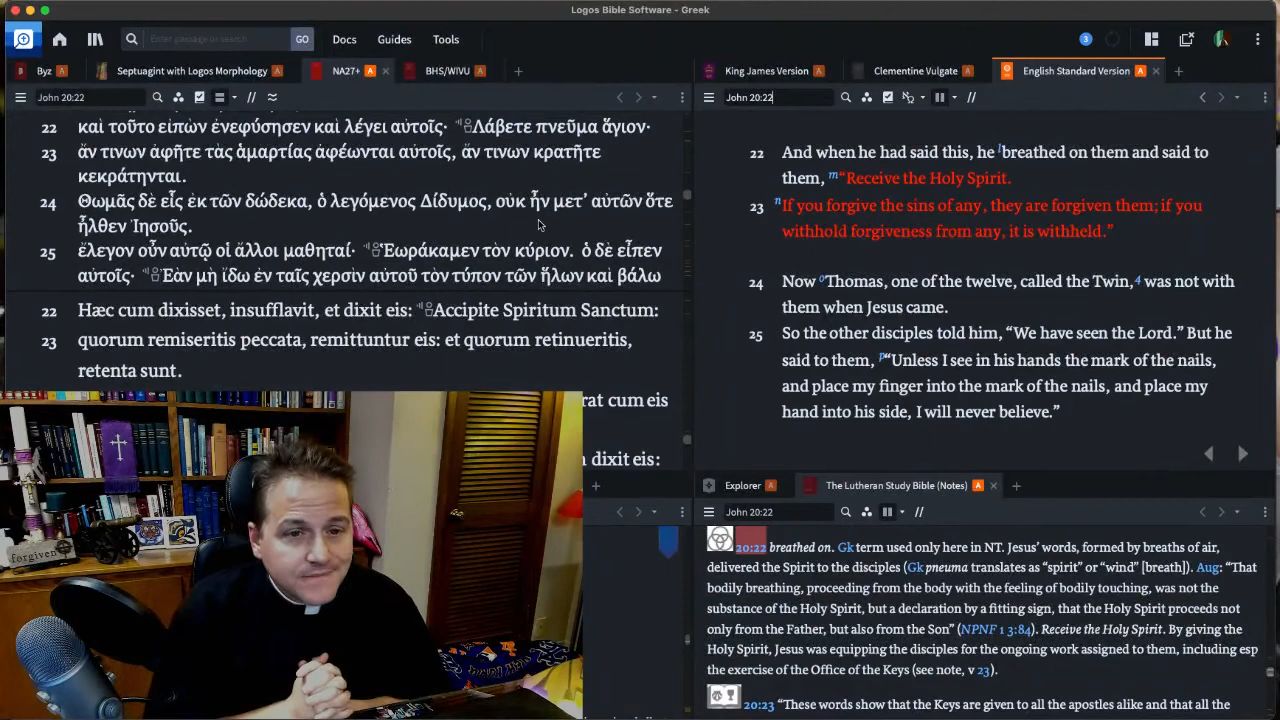 Logos Bible Software - Greek
Enter passage or search GO Docs Guides Tools 3
Byz A Septuagint with Logos Morphology A NA27+ A BHS/WIVU A
John 20:22
22 καὶ τοῦτο εἰπὼν ἐνεφύσησεν καὶ λέγει αὐτοῖς· Λάβετε πνεῦμα ἅγιον·
23 ἄν τινων ἀφῆτε τὰς ἁμαρτίας ἀφέωνται αὐτοῖς, ἄν τινων κρατῆτε
κεκράτηνται.
24 Θωμᾶς δὲ εἷς ἐκ τῶν δώδεκα, ὁ λεγόμενος Δίδυμος, οὐκ ἦν μετ’ αὐτῶν ὅτε
ἦλθεν Ἰησοῦς.
25 ἔλεγον οὖν αὐτῷ οἱ ἄλλοι μαθηταί· Ἑωράκαμεν τὸν κύριον. ὁ δὲ εἶπεν
αὐτοῖς· Ἐὰν μὴ ἴδω ἐν ταῖς χερσὶν αὐτοῦ τὸν τύπον τῶν ἥλων καὶ βάλω
22 Hæc cum dixisset, insufflavit, et dixit eis: Accipite Spiritum Sanctum:
23 quorum remiseritis peccata, remittuntur eis: et quorum retinueritis,
retenta sunt.
rat cum eis
n dixit eis:
forgiven
King James Version A Clementine Vulgate A English Standard Version A
John 20:22
22 And when he had said this, he l breathed on them and said to
them, m “Receive the Holy Spirit.
23 n If you forgive the sins of any, they are forgiven them; if you
withhold forgiveness from any, it is withheld.”
24 Now o Thomas, one of the twelve, called the Twin, 4 was not with
them when Jesus came.
25 So the other disciples told him, “We have seen the Lord.” But he
said to them, p “Unless I see in his hands the mark of the nails,
and place my finger into the mark of the nails, and place my
hand into his side, I will never believe.”
Explorer A The Lutheran Study Bible (Notes) A
John 20:22
20:22 breathed on. Gk term used only here in NT. Jesus’ words, formed by breaths of air,
delivered the Spirit to the disciples (Gk pneuma translates as “spirit” or “wind” [breath]). Aug: “That
bodily breathing, proceeding from the body with the feeling of bodily touching, was not the
substance of the Holy Spirit, but a declaration by a fitting sign, that the Holy Spirit proceeds not
only from the Father, but also from the Son” (NPNF 1 3:84). Receive the Holy Spirit. By giving the
Holy Spirit, Jesus was equipping the disciples for the ongoing work assigned to them, including esp
the exercise of the Office of the Keys (see note, v 23).
20:23 “These words show that the Keys are given to all the apostles alike and that all the